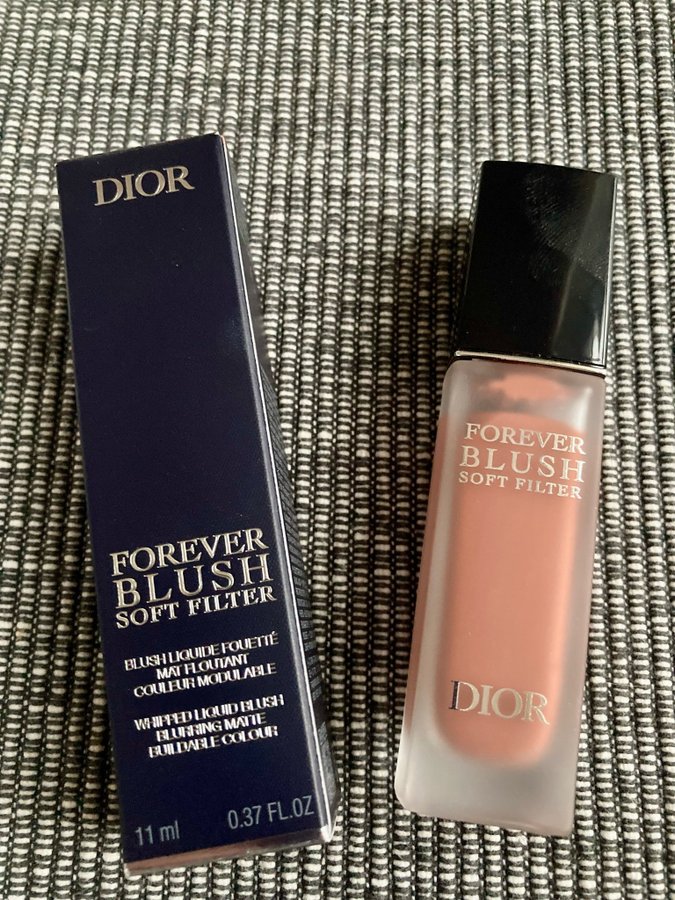 DIOR
FOREVER
BLUSH
SOFT FILTER
BLUSH LIQUIDE FOUETTÉ
MAT FLOUTANT
COULEUR MODULABLE
WHIPPED LIQUID BLUSH
BLURRING MATTE
BUILDABLE COLOUR
11 ml 0.37 FL.OZ
FOREVER
BLUSH
SOFT FILTER
DIOR